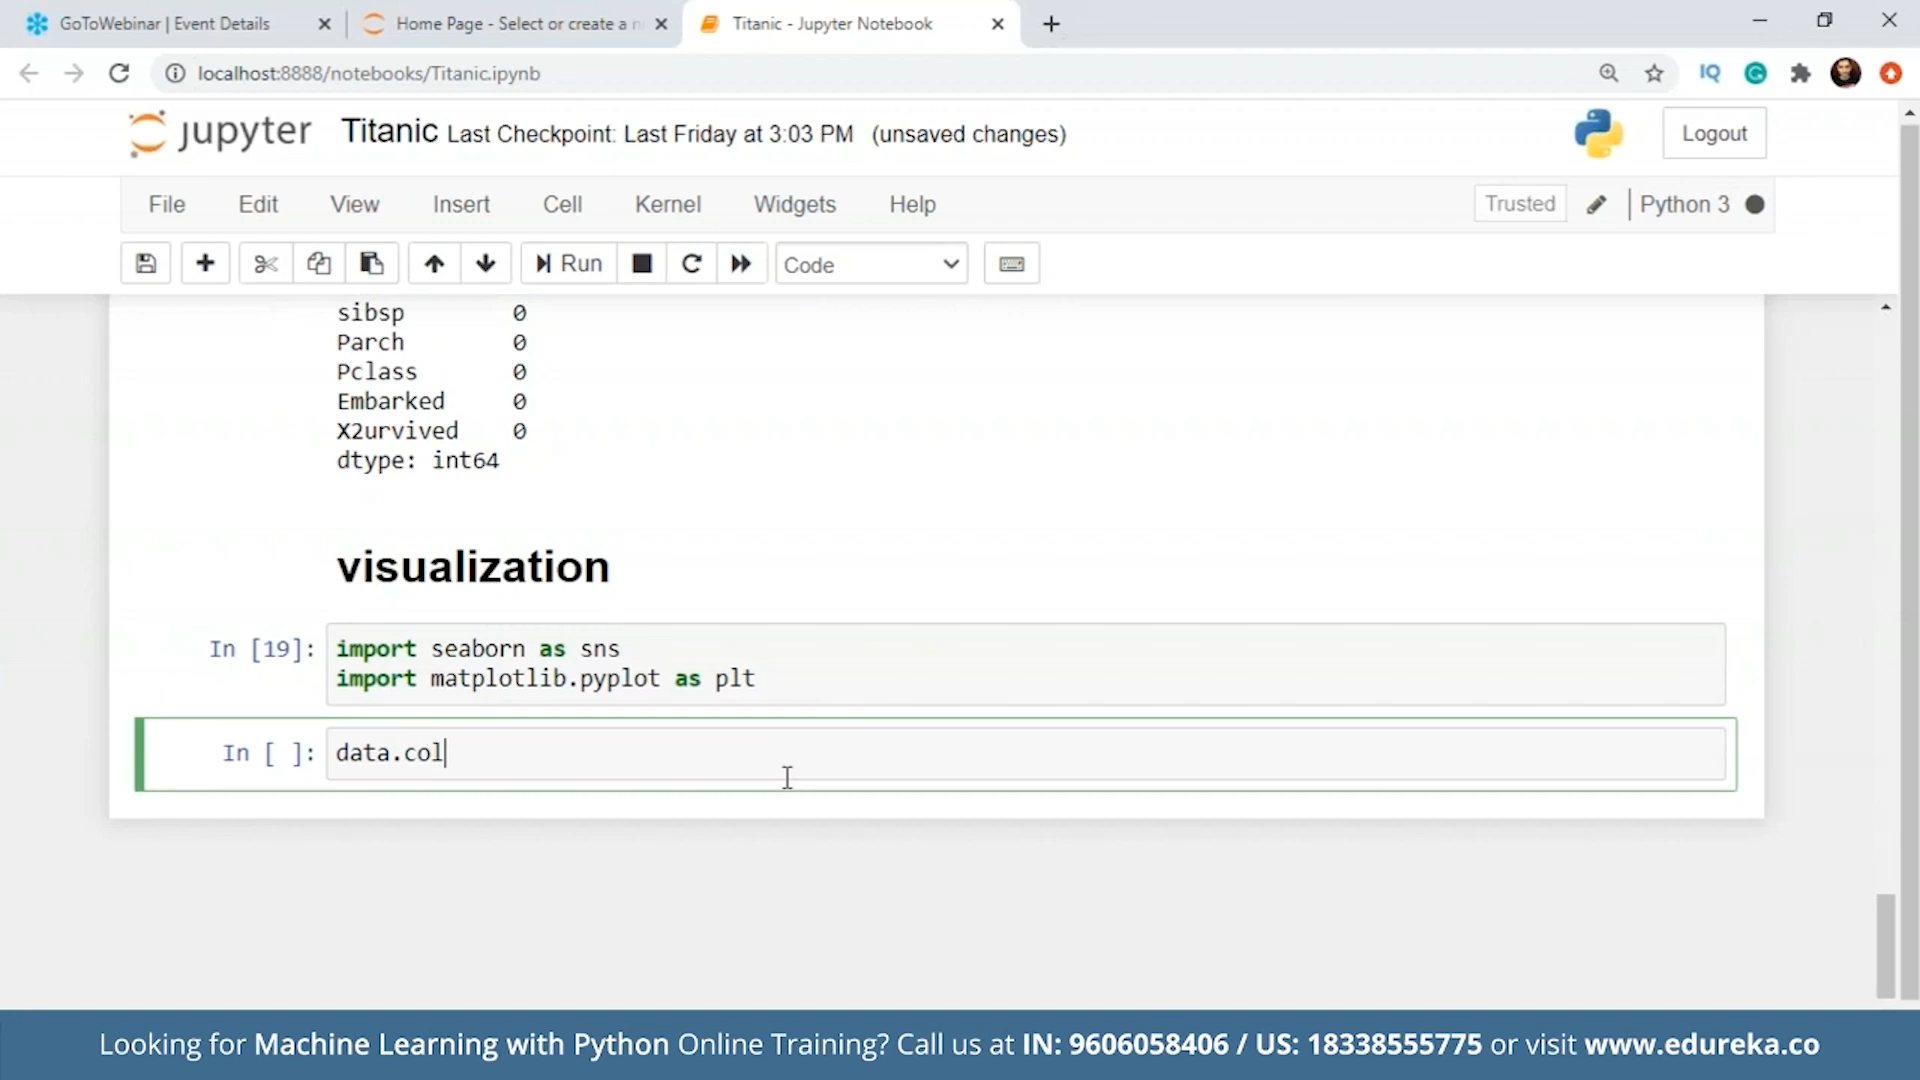 GoToWebinar | Event Details
Home Page - Select or create a n
Titanic - Jupyter Notebook
localhost:8888/notebooks/Titanic.ipynb
IQ
jupyter Titanic Last Checkpoint: Last Friday at 3:03 PM (unsaved changes)
Logout
File Edit View Insert Cell Kernel Widgets Help
Trusted Python 3
Run Code
sibsp 0
Parch 0
Pclass 0
Embarked 0
X2urvived 0
dtype: int64
visualization
In [19]: import seaborn as sns
import matplotlib.pyplot as plt
In [ ]: data.col
Looking for Machine Learning with Python Online Training? Call us at IN: 9606058406 / US: 18338555775 or visit www.edureka.co